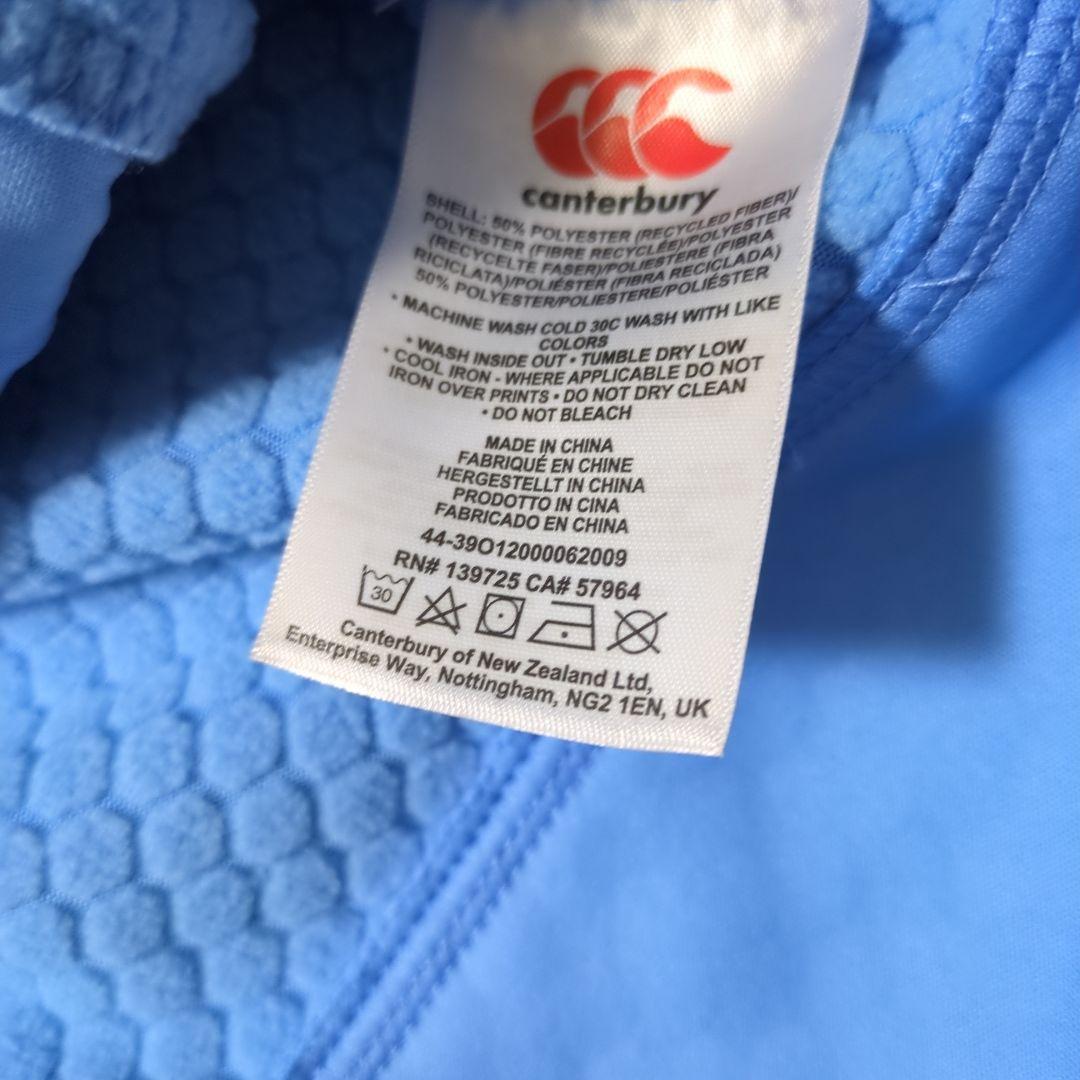 canterbury
SHELL: 50% POLYESTER (RECYCLED FIBER)/
POLYESTER (FIBRE RECYCLÉE)/POLYESTER
(RECYCELTE FASER)/POLIESTERE (FIBRA
RICICLATA)/POLIÉSTER (FIBRA RECICLADA)
50% POLYESTER/POLIESTERE/POLIÉSTER
• MACHINE WASH COLD 30C WASH WITH LIKE
COLORS
• WASH INSIDE OUT • TUMBLE DRY LOW
• COOL IRON - WHERE APPLICABLE DO NOT
IRON OVER PRINTS • DO NOT DRY CLEAN
• DO NOT BLEACH
MADE IN CHINA
FABRIQUÉ EN CHINE
HERGESTELLT IN CHINA
PRODOTTO IN CINA
FABRICADO EN CHINA
44-39O12000062009
RN# 139725 CA# 57964
30
Canterbury of New Zealand Ltd,
Enterprise Way, Nottingham, NG2 1EN, UK